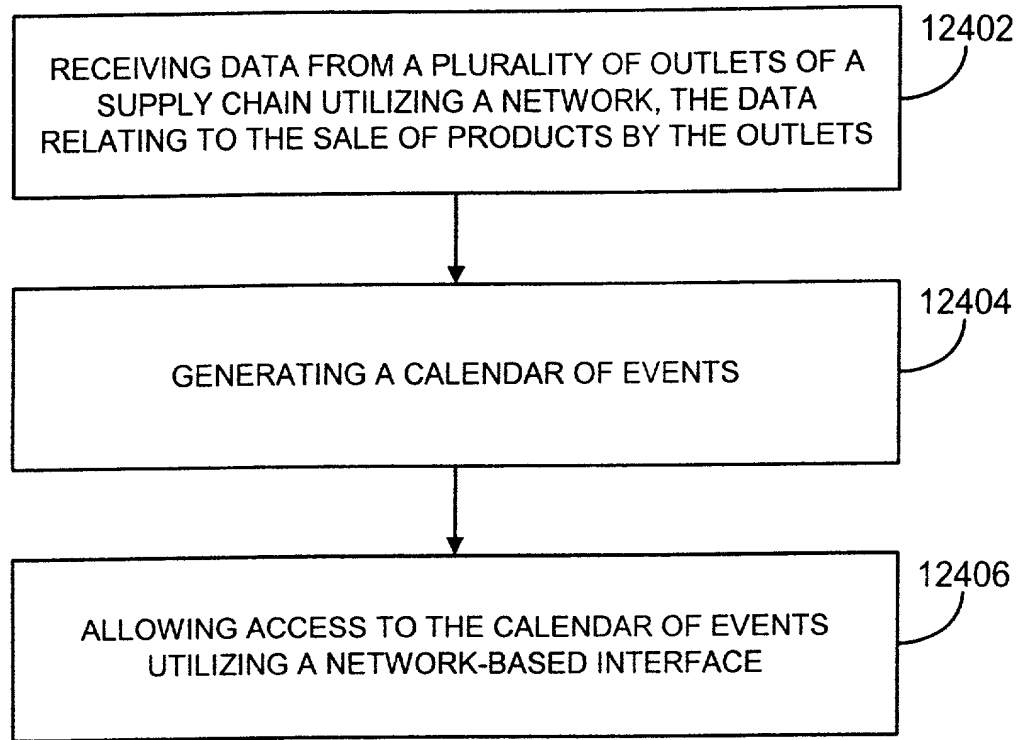 12402
RECEIVING DATA FROM A PLURALITY OF OUTLETS OF A
SUPPLY CHAIN UTILIZING A NETWORK, THE DATA
RELATING TO THE SALE OF PRODUCTS BY THE OUTLETS
12404
GENERATING A CALENDAR OF EVENTS
12406
ALLOWING ACCESS TO THE CALENDAR OF EVENTS
UTILIZING A NETWORK-BASED INTERFACE